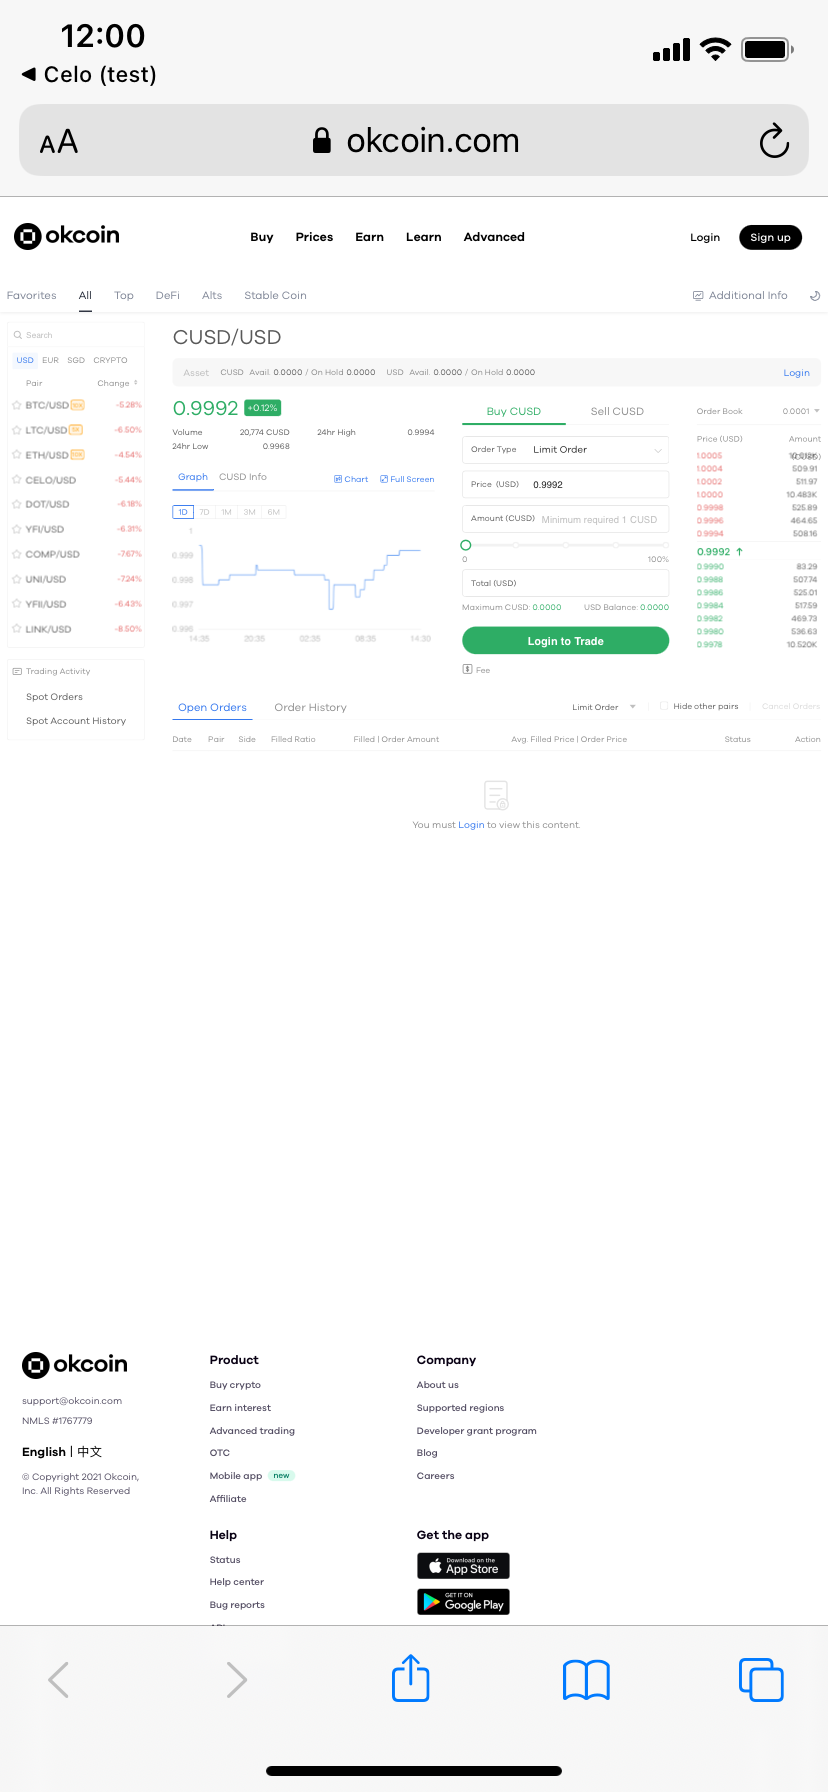 12:00
◀ Celo (test)
AA okcoin.com
okcoin Buy Prices Earn Learn Advanced Login Sign up
Favorites All Top DeFi Alts Stable Coin Additional Info
Search
USD EUR SGD CRYPTO
Pair Change
BTC/USD 10X -5.28%
LTC/USD 5X -6.50%
ETH/USD 10X -4.54%
CELO/USD -5.44%
DOT/USD -6.18%
YFI/USD -6.31%
COMP/USD -7.67%
UNI/USD -7.24%
YFII/USD -6.43%
LINK/USD -8.50%
Trading Activity
Spot Orders
Spot Account History
CUSD/USD
Asset CUSD Avail. 0.0000 / On Hold 0.0000 USD Avail. 0.0000 / On Hold 0.0000 Login
0.9992 +0.12%
Volume 20,774 CUSD 24hr High 0.9994
24hr Low 0.9968
Graph CUSD Info Chart Full Screen
1D 7D 1M 3M 6M
1
0.999
0.998
0.997
0.996
14:35 20:35 02:35 08:35 14:30
Buy CUSD Sell CUSD
Order Type Limit Order
Price (USD) 0.9992
Amount (CUSD) Minimum required 1 CUSD
0 100%
Total (USD)
Maximum CUSD: 0.0000 USD Balance: 0.0000
Login to Trade
Fee
Order Book 0.0001
Price (USD) Amount
(CUSD)
1.0005
1.0004 509.91
1.0002 511.97
1.0000 10.483K
0.9998 525.89
0.9996 464.65
0.9994 508.16
0.9992 ↑
0.9990 83.29
0.9988 507.74
0.9986 525.01
0.9984 517.59
0.9982 469.73
0.9980 536.63
0.9978 10.520K
Open Orders Order History Limit Order Hide other pairs Cancel Orders
Date Pair Side Filled Ratio Filled | Order Amount Avg. Filled Price | Order Price Status Action
You must Login to view this content.
okcoin
support@okcoin.com
NMLS #1767779
English | 中文
© Copyright 2021 Okcoin,
Inc. All Rights Reserved
Product
Buy crypto
Earn interest
Advanced trading
OTC
Mobile app new
Affiliate
Company
About us
Supported regions
Developer grant program
Blog
Careers
Help
Status
Help center
Bug reports
Get the app
Download on the
App Store
GET IT ON
Google Play